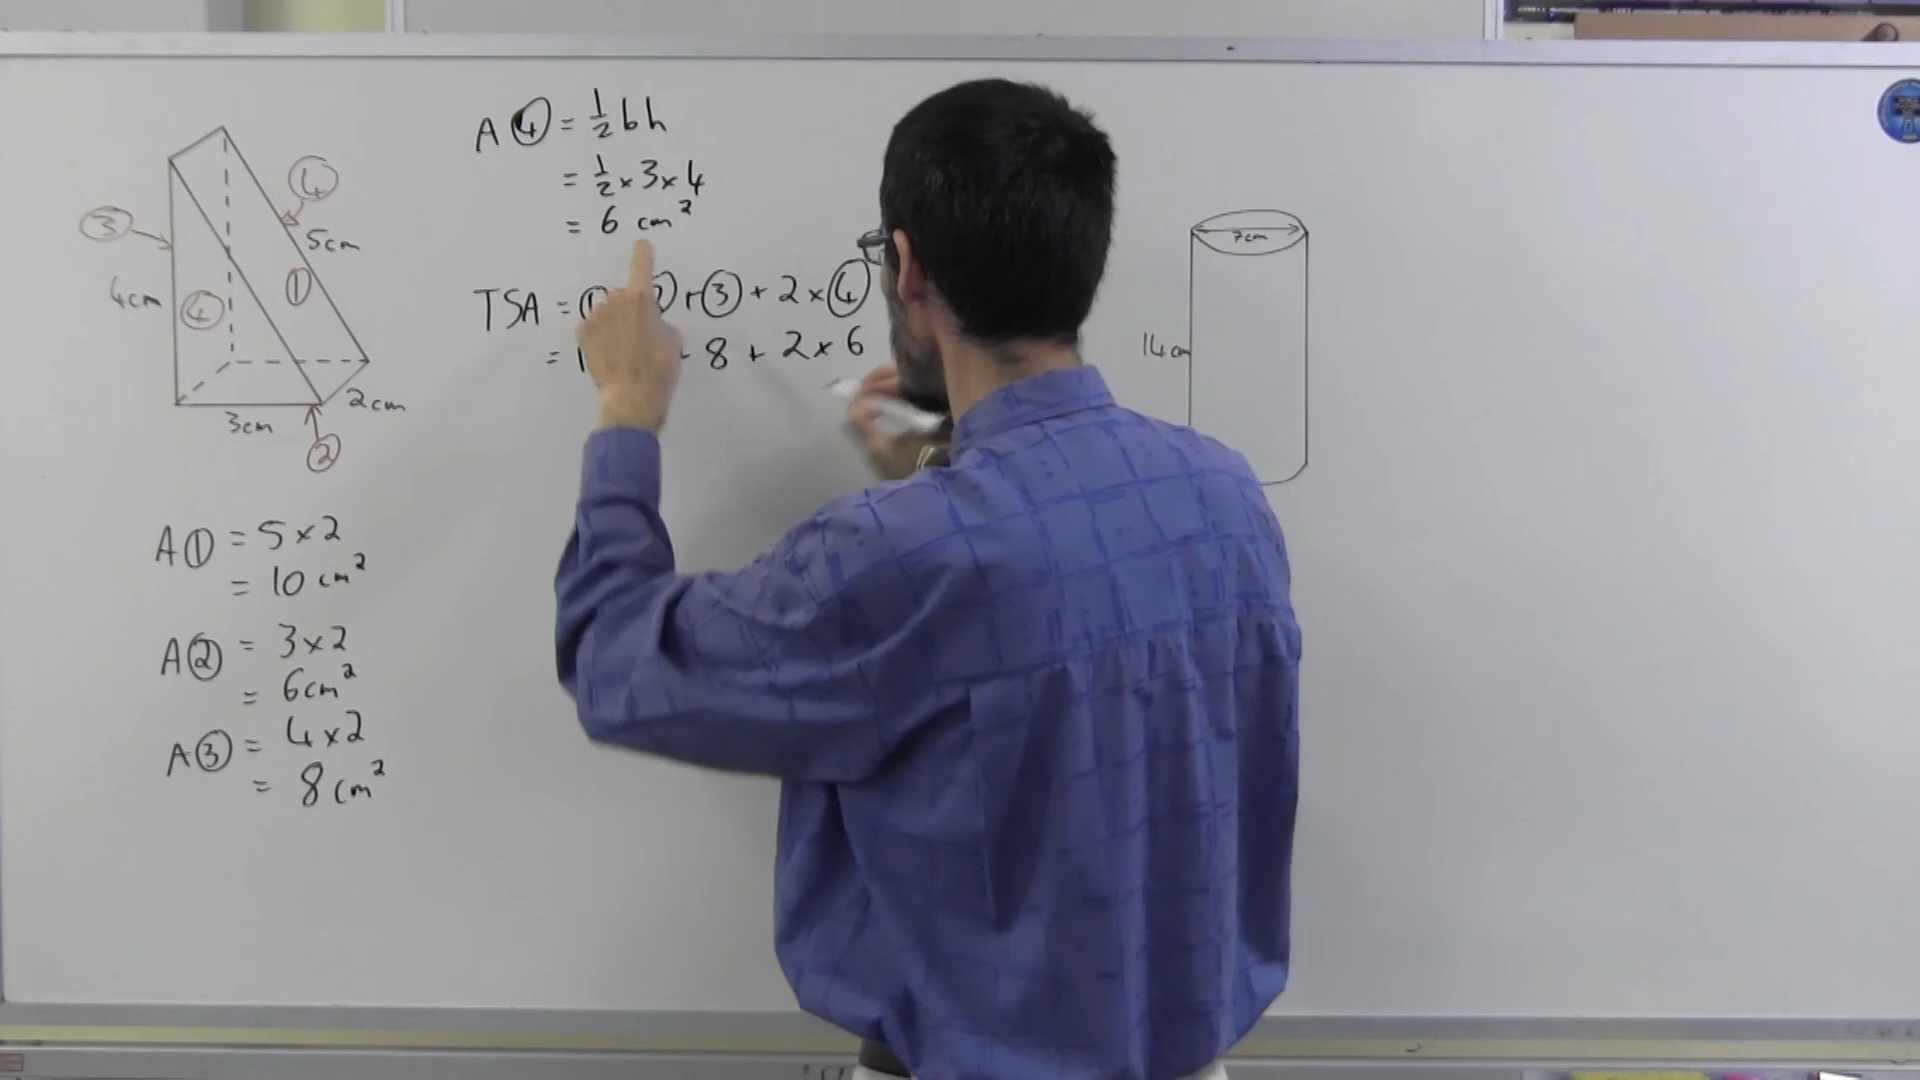 4
3
5cm
1
4cm
4
2cm
3cm
2
A① = 5×2
= 10 cm²
A② = 3×2
= 6cm²
A③ = 4×2
= 8cm²
A④ = ½bh
= ½×3×4
= 6 cm²
TSA = +③ + 2×④
= 8 + 2×6
7cm
14cm